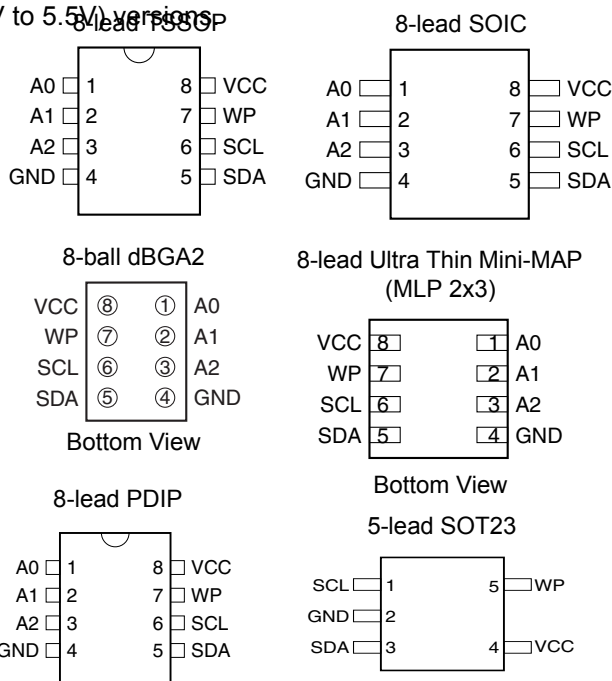 to 5.5V) versions
8-lead TSSOP
A0 1 8 VCC
A1 2 7 WP
A2 3 6 SCL
GND 4 5 SDA
8-lead SOIC
A0 1 8 VCC
A1 2 7 WP
A2 3 6 SCL
GND 4 5 SDA
8-ball dBGA2
VCC 8 1 A0
WP 7 2 A1
SCL 6 3 A2
SDA 5 4 GND
Bottom View
8-lead Ultra Thin Mini-MAP
(MLP 2x3)
VCC 8 1 A0
WP 7 2 A1
SCL 6 3 A2
SDA 5 4 GND
Bottom View
8-lead PDIP
A0 1 8 VCC
A1 2 7 WP
A2 3 6 SCL
GND 4 5 SDA
5-lead SOT23
SCL 1 5 WP
GND 2
SDA 3 4 VCC